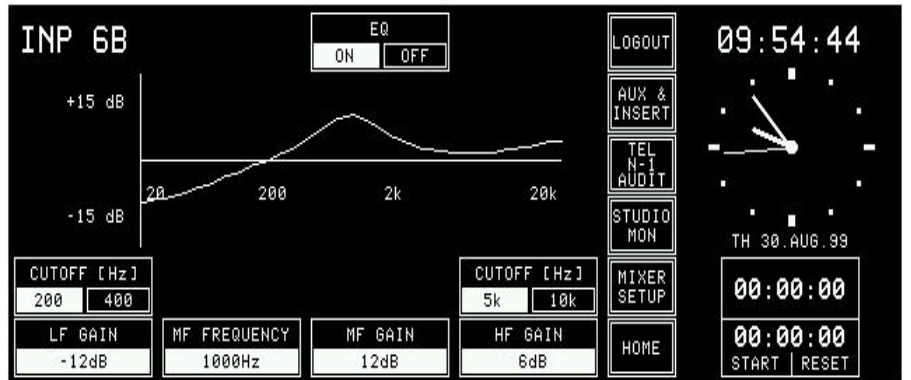 INP 6B
EQ
ON OFF
+15 dB
20 200 2k 20k
-15 dB
CUTOFF [Hz]
200 400
CUTOFF [Hz]
5k 10k
LF GAIN
-12dB
MF FREQUENCY
1000Hz
MF GAIN
12dB
HF GAIN
6dB
LOGOUT
AUX &
INSERT
TEL
N-1
AUDIT
STUDIO
MON
MIXER
SETUP
HOME
09:54:44
TH 30.AUG.99
00:00:00
00:00:00
START RESET